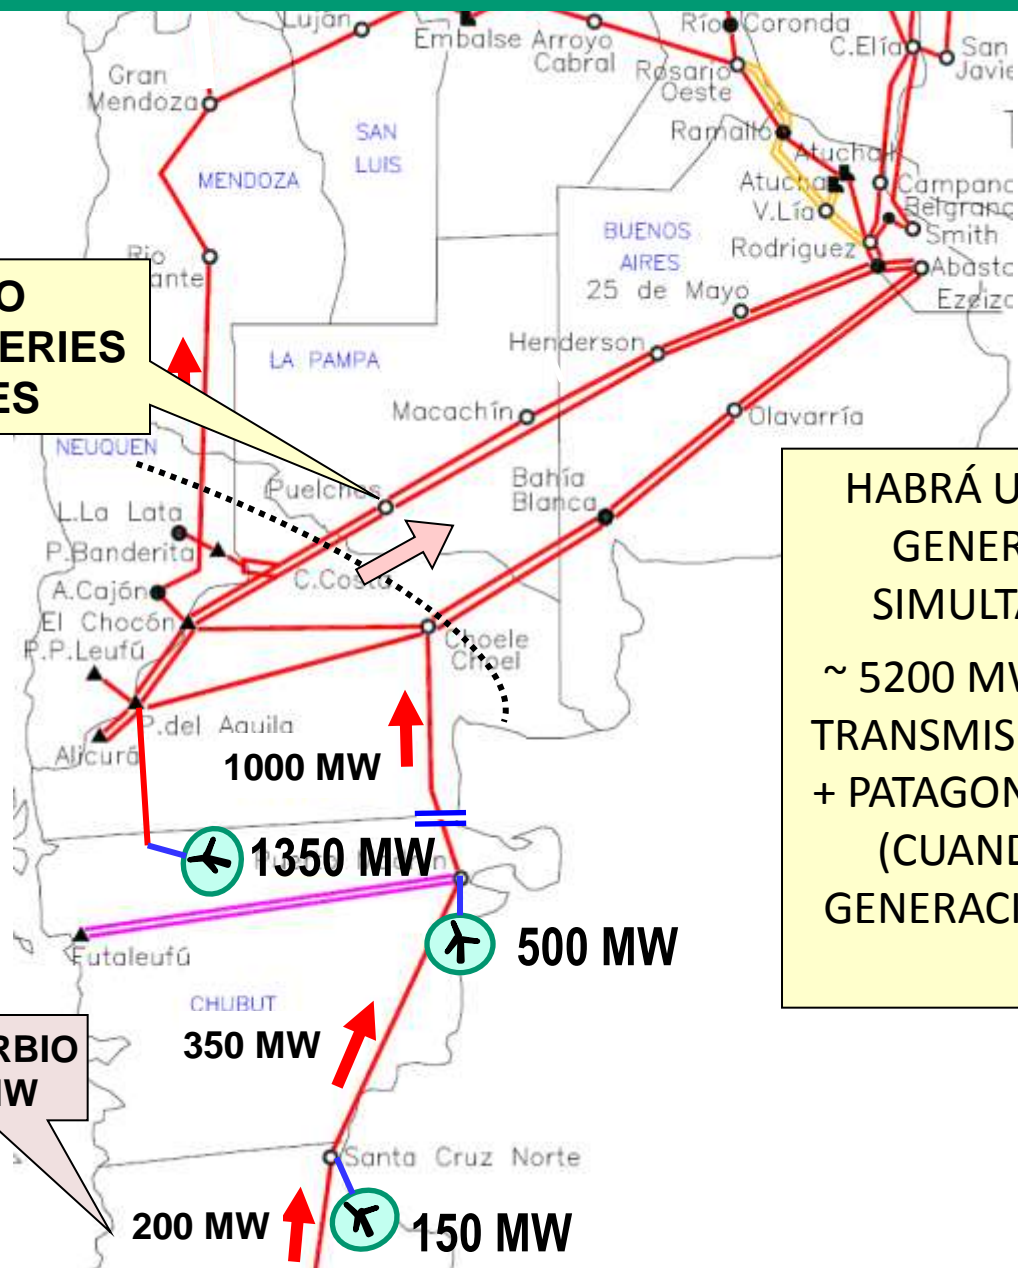 Luján
Embalse
Arroyo
Cabral
Río Coronda
C.Elía
San
Javie
Gran
Mendoza
Rosario
Oeste
SAN
LUIS
Ramallo
MENDOZA
Atucha
Atucha
Campana
Belgrano
V.Lía
Smith
BUENOS
AIRES
Rodriguez
Río
ante
Abasto
25 de Mayo
Ezeiza
O
ERIES
ES
Henderson
LA PAMPA
Macachín
Olavarría
NEUQUEN
Puelches
Bahía
Blanca
L.La Lata
P.Banderita
C.Costa
A.Cajón
El Chocón
Choele
Choel
P.P.Leufú
P.del Aguila
Alicurá
1000 MW
HABRÁ U
GENER
SIMULTA
~ 5200 MW
TRANSMIS
+ PATAGON
(CUAND
GENERACI
1350 MW
Futaleufú
500 MW
CHUBUT
350 MW
RBIO
MW
Santa Cruz Norte
200 MW
150 MW